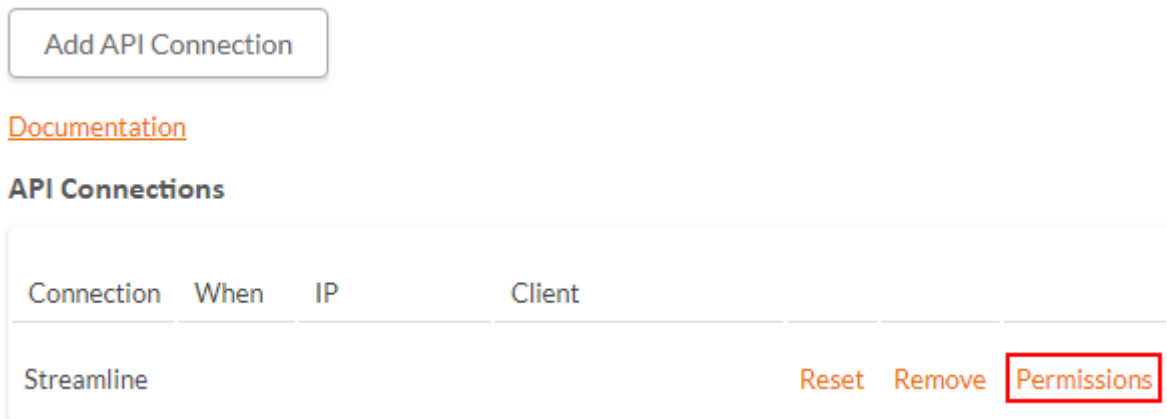 Add API Connection
Documentation
API Connections
Connection When IP Client
Streamline Reset Remove Permissions